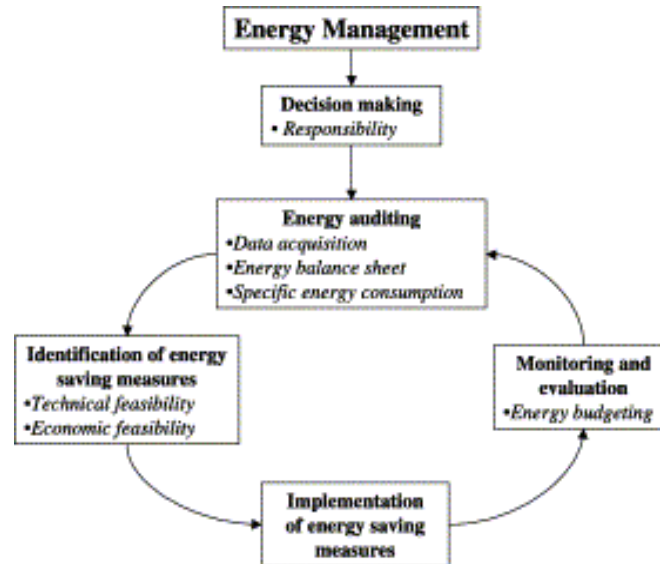 Energy Management
Decision making
• Responsibility
Energy auditing
•Data acquisition
•Energy balance sheet
•Specific energy consumption
Identification of energy
saving measures
•Technical feasibility
•Economic feasibility
Monitoring and
evaluation
•Energy budgeting
Implementation
of energy saving
measures